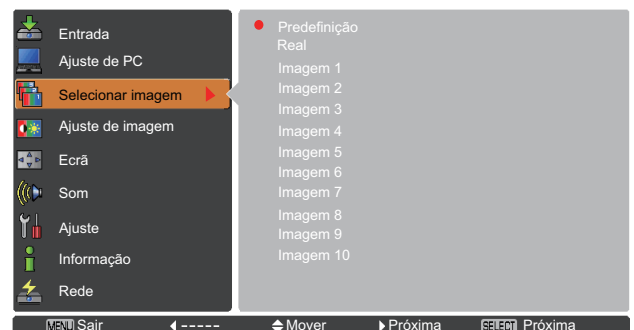 Entrada
Ajuste de PC
Selecionar imagem
Ajuste de imagem
Ecrã
Som
Ajuste
Informação
Rede
Predefinição
Real
Imagem 1
Imagem 2
Imagem 3
Imagem 4
Imagem 5
Imagem 6
Imagem 7
Imagem 8
Imagem 9
Imagem 10
MENU Sair ----- Mover Próxima SELECT Próxima